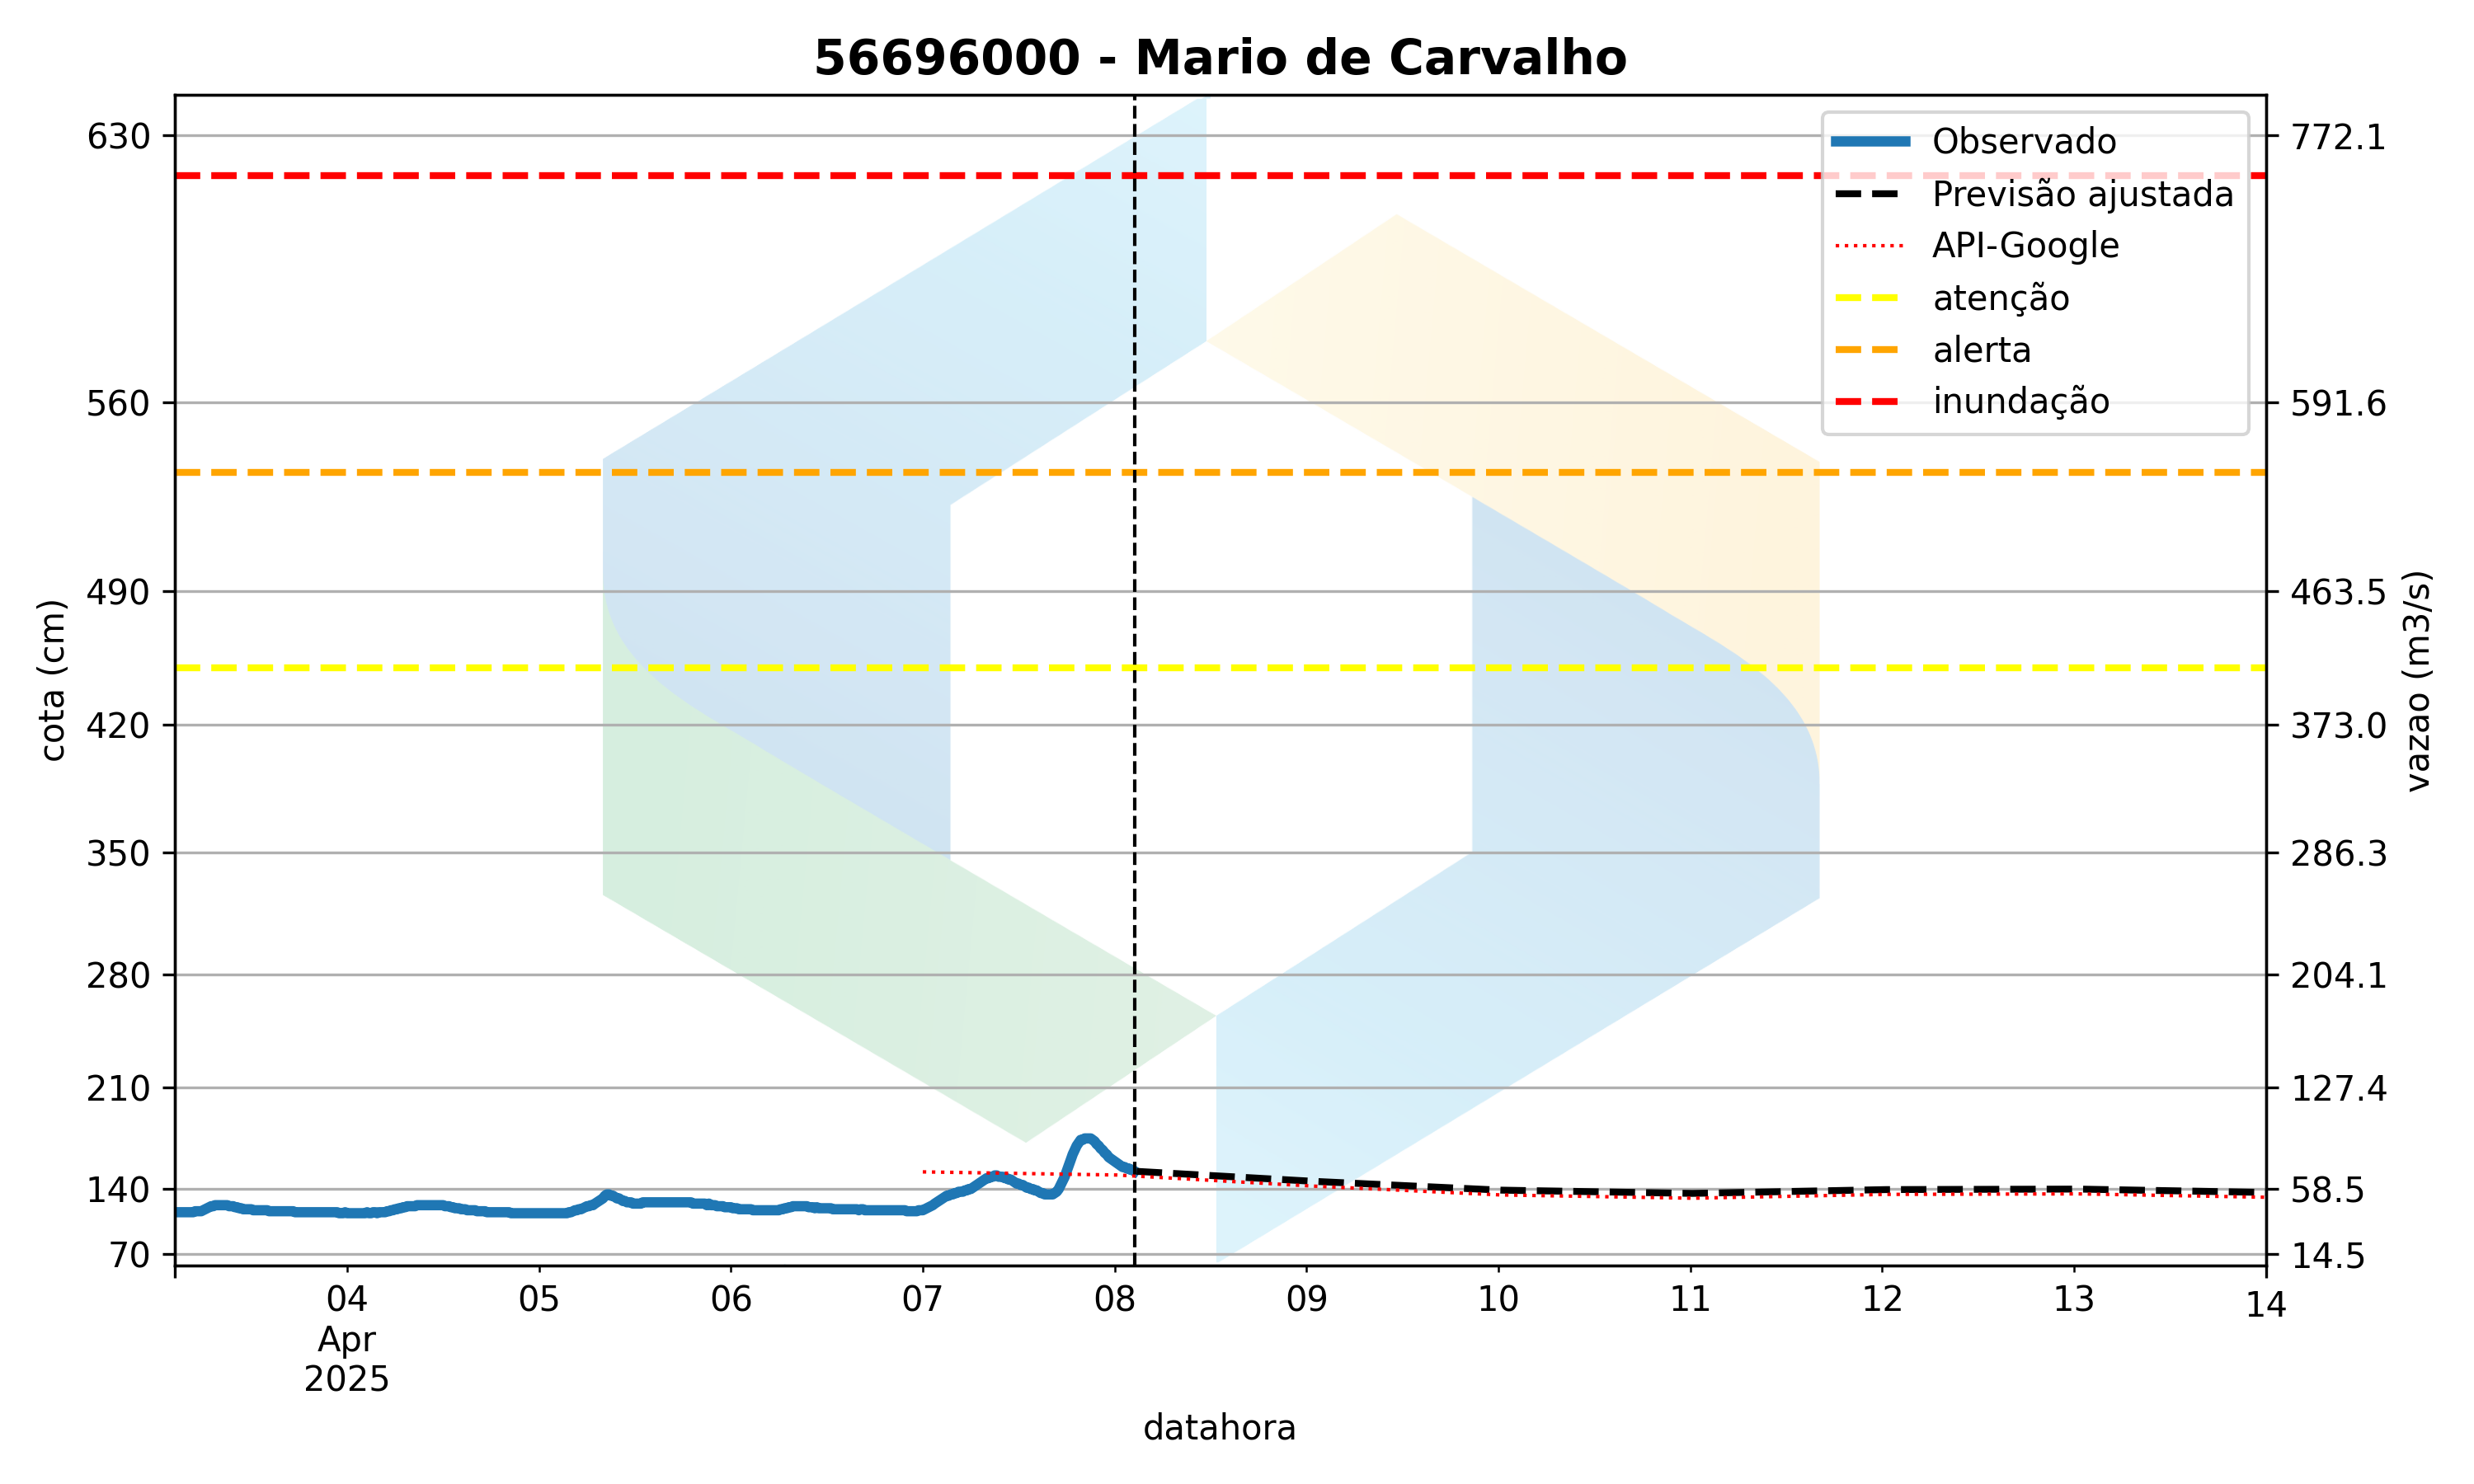 56696000 - Mario de Carvalho
Observado
Previsão ajustada
API-Google
atenção
alerta
inundação
cota (cm)
630
560
490
420
350
280
210
140
70
772.1
591.6
463.5
373.0
286.3
204.1
127.4
58.5
14.5
vazao (m3/s)
04 05 06 07 08 09 10 11 12 13 14
Apr
2025
datahora